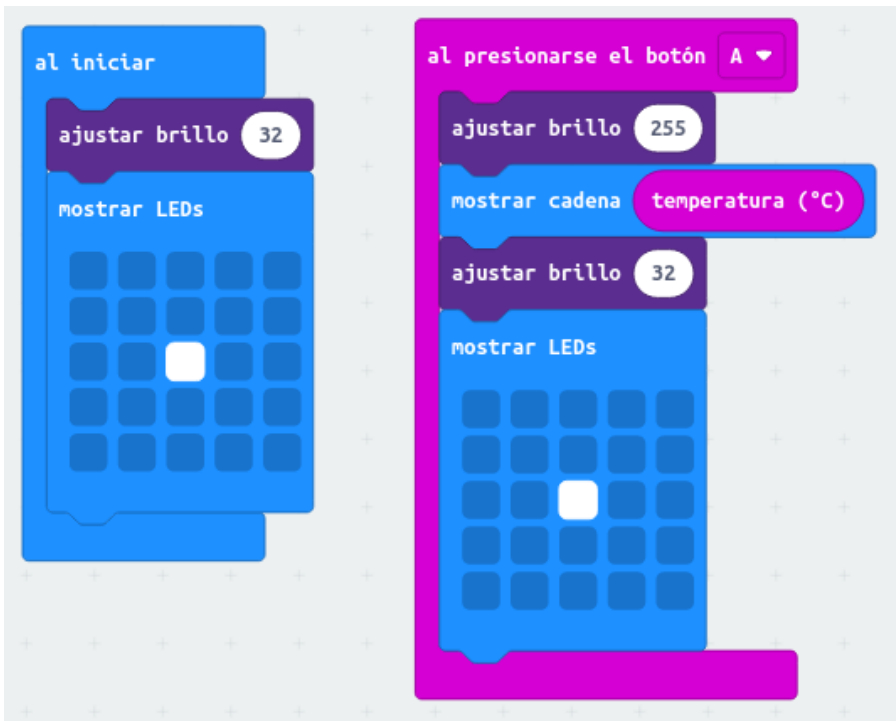 al iniciar
ajustar brillo 32
mostrar LEDs
al presionarse el botón A
ajustar brillo 255
mostrar cadena temperatura (°C)
ajustar brillo 32
mostrar LEDs